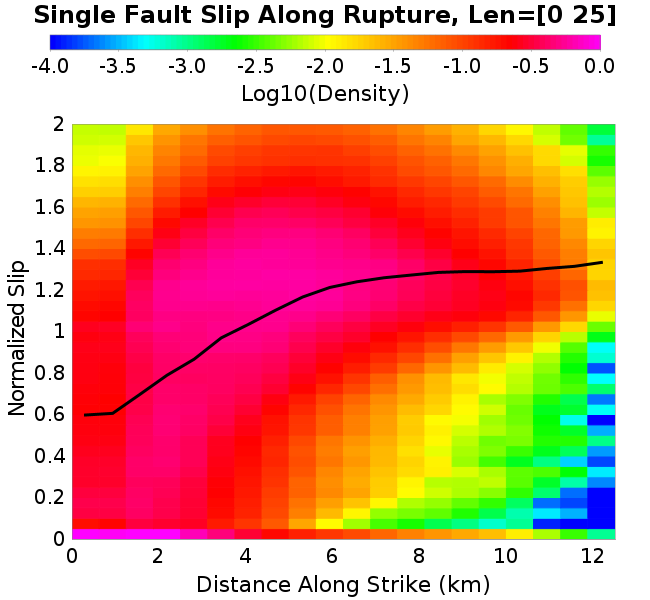 Single Fault Slip Along Rupture, Len=[0 25]
-4.0 -3.5 -3.0 -2.5 -2.0 -1.5 -1.0 -0.5 0.0
Log10(Density)
Normalized Slip
2
1.8
1.6
1.4
1.2
1
0.8
0.6
0.4
0.2
0
0 2 4 6 8 10 12
Distance Along Strike (km)